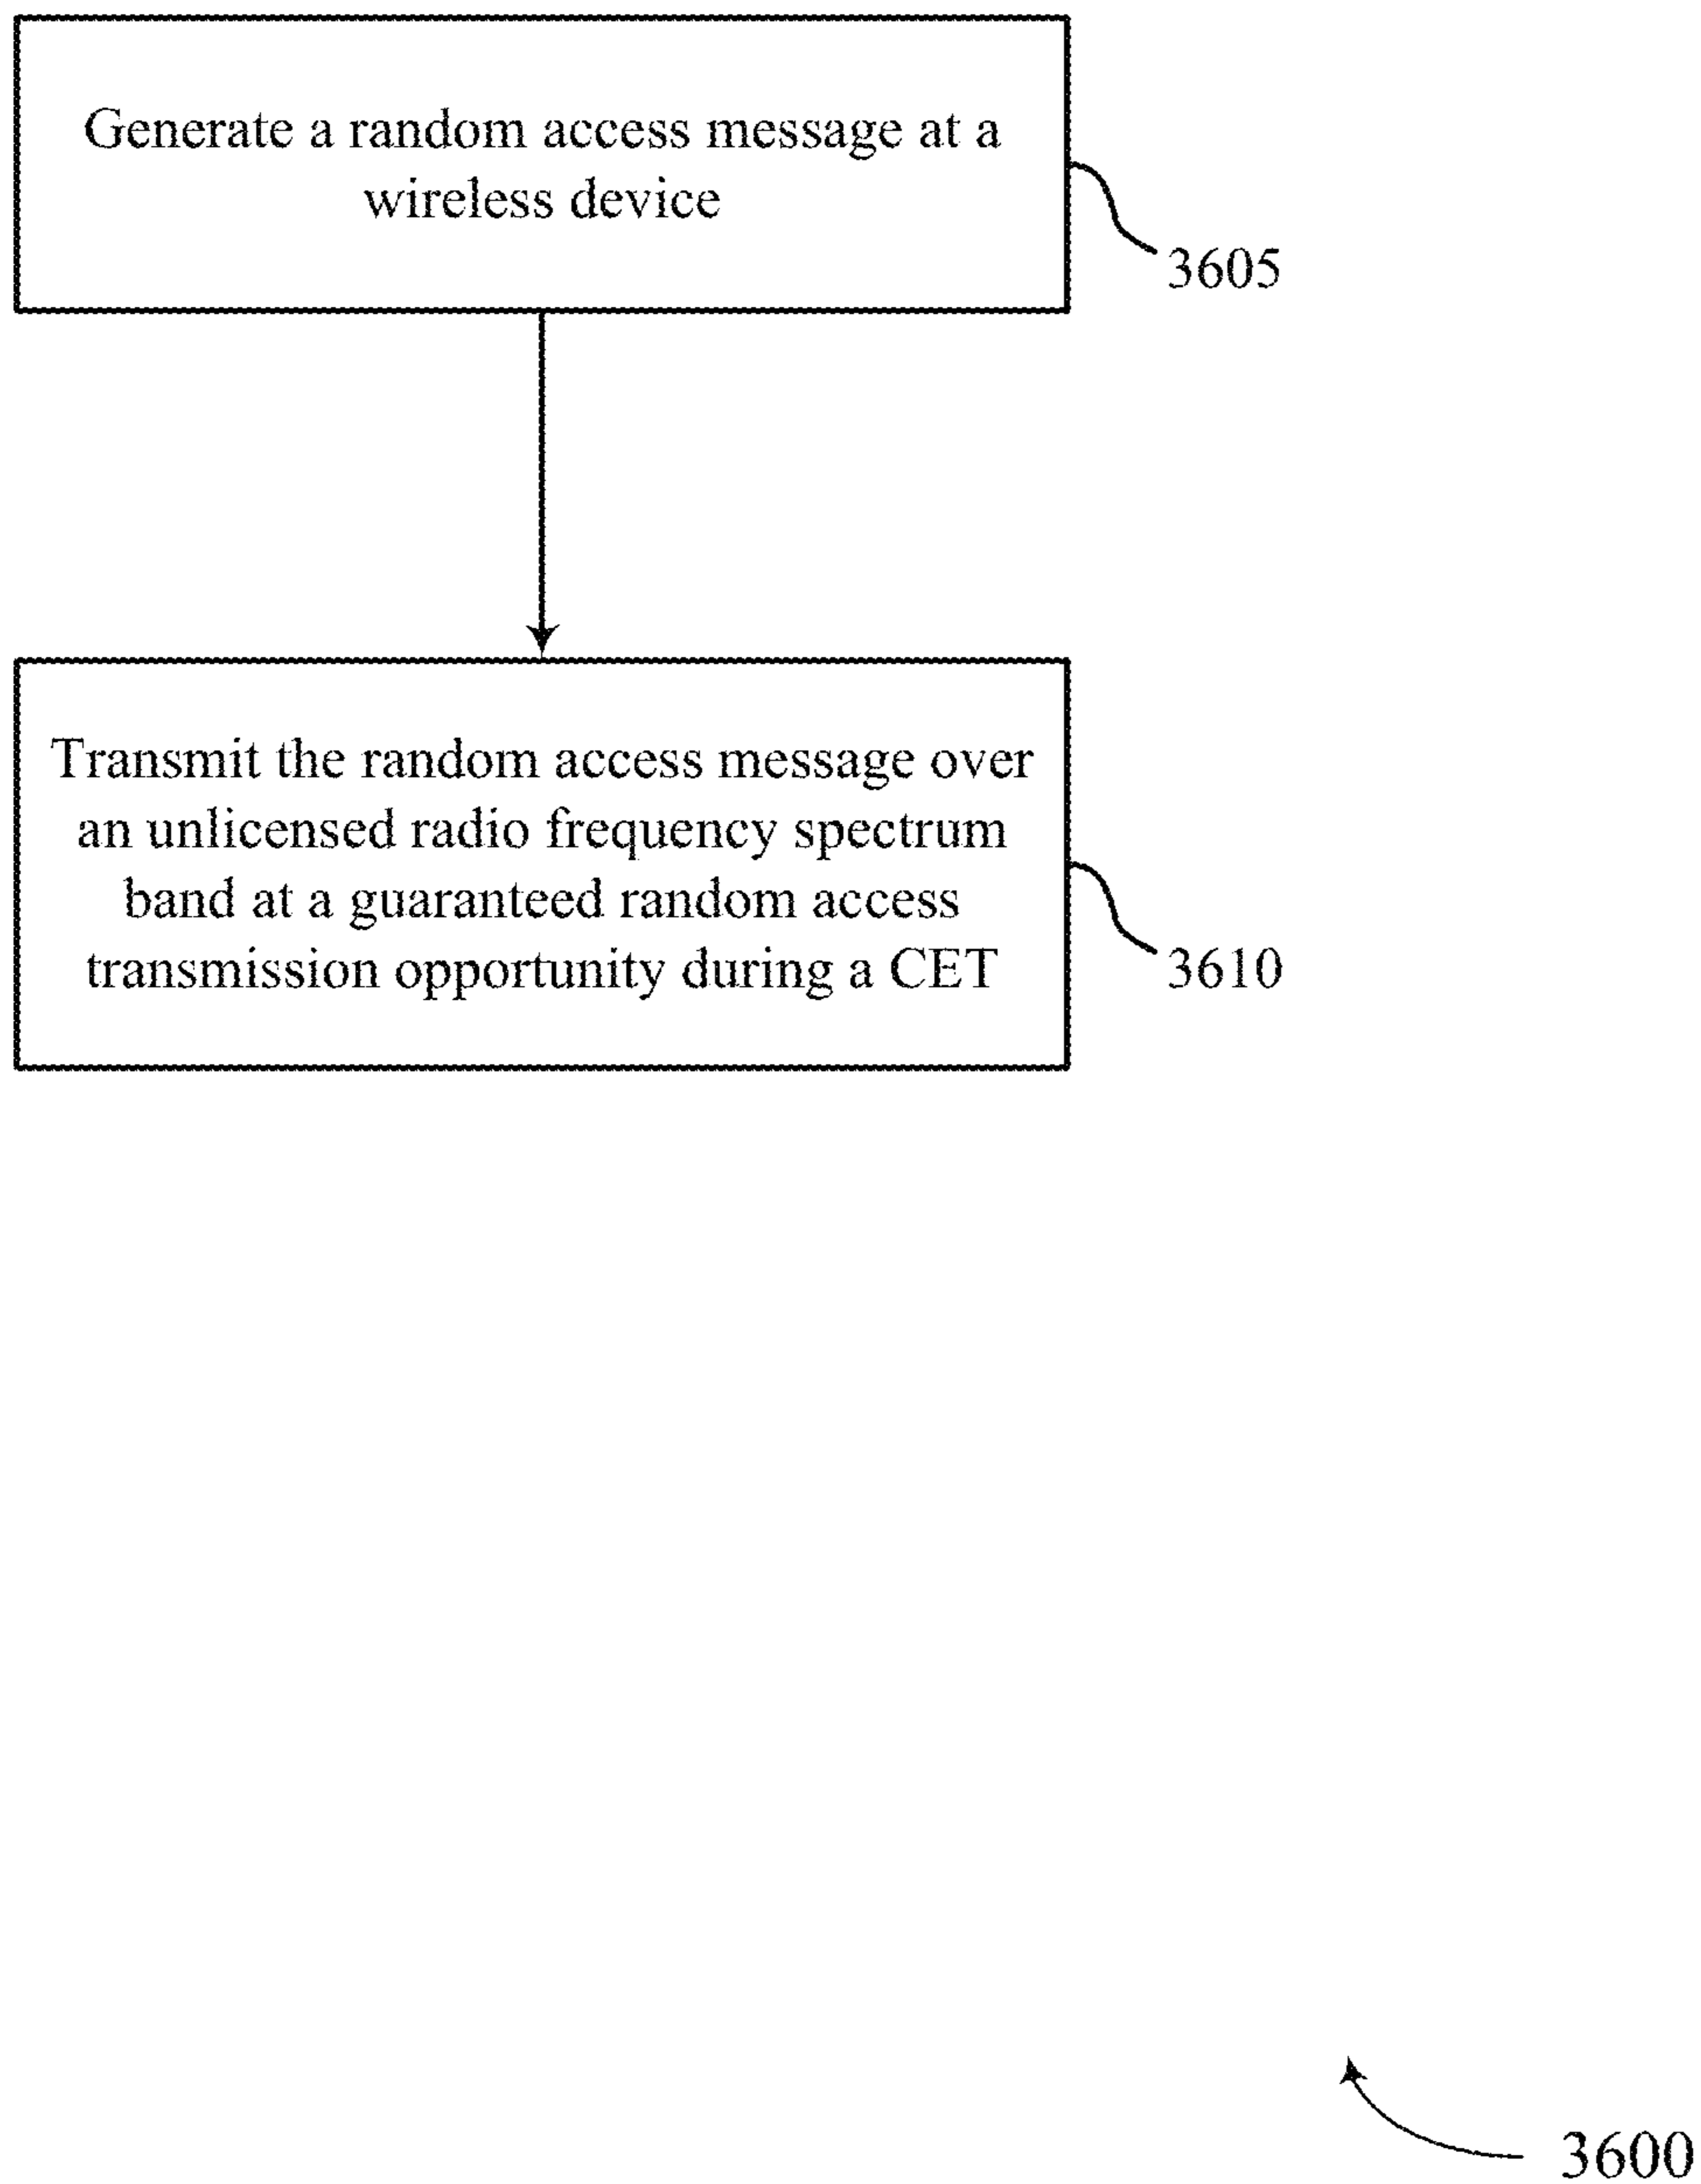 Generate a random access message at a
wireless device
3605
Transmit the random access message over
an unlicensed radio frequency spectrum
band at a guaranteed random access
transmission opportunity during a CET
3610
3600